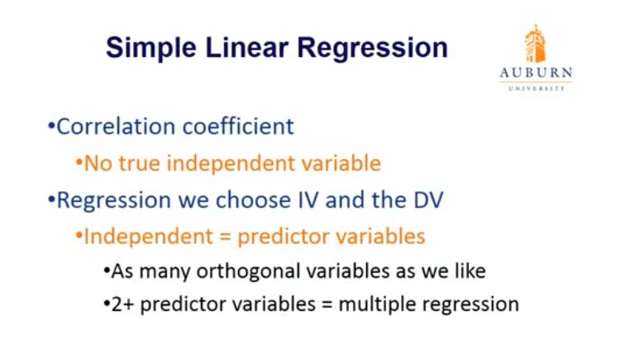 Simple Linear Regression
AUBURN
UNIVERSITY
•Correlation coefficient
•No true independent variable
•Regression we choose IV and the DV
•Independent = predictor variables
•As many orthogonal variables as we like
•2+ predictor variables = multiple regression